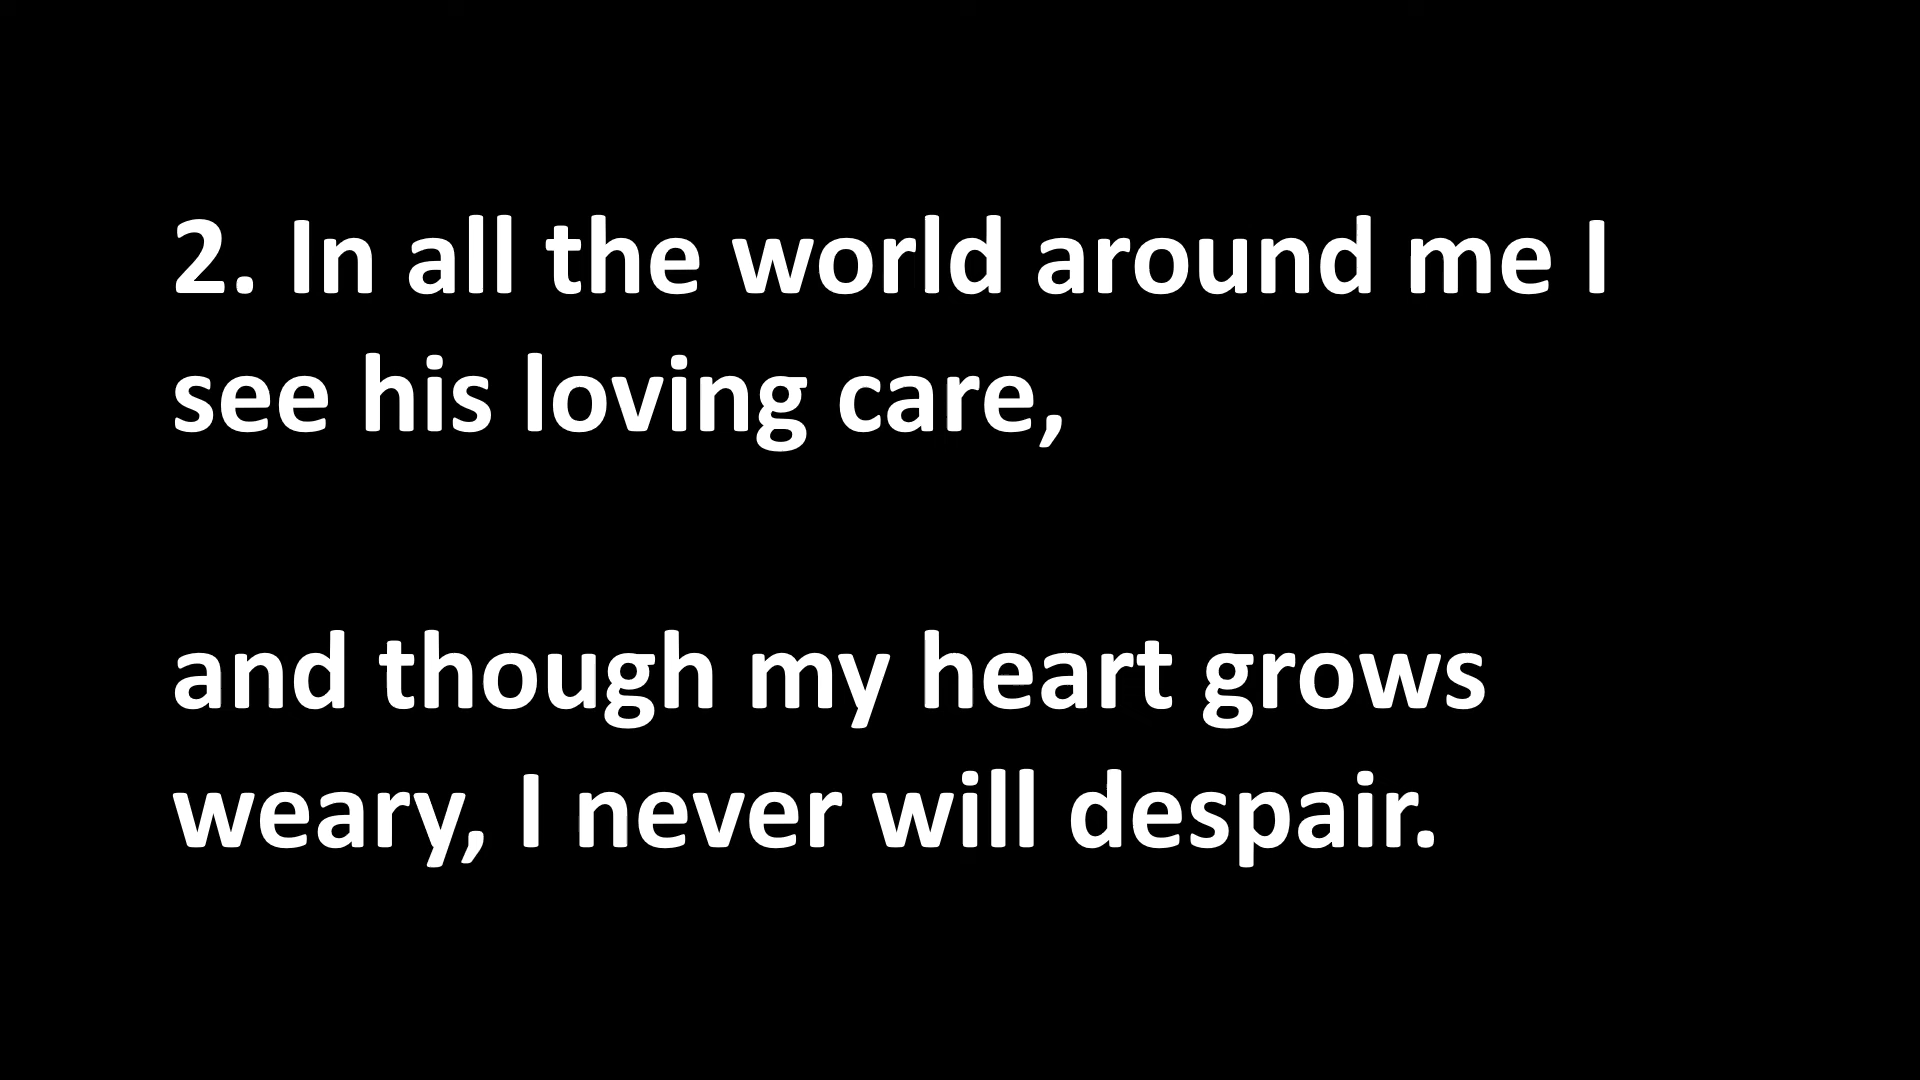 2. In all the world around me I
see his loving care,
and though my heart grows
weary, I never will despair.